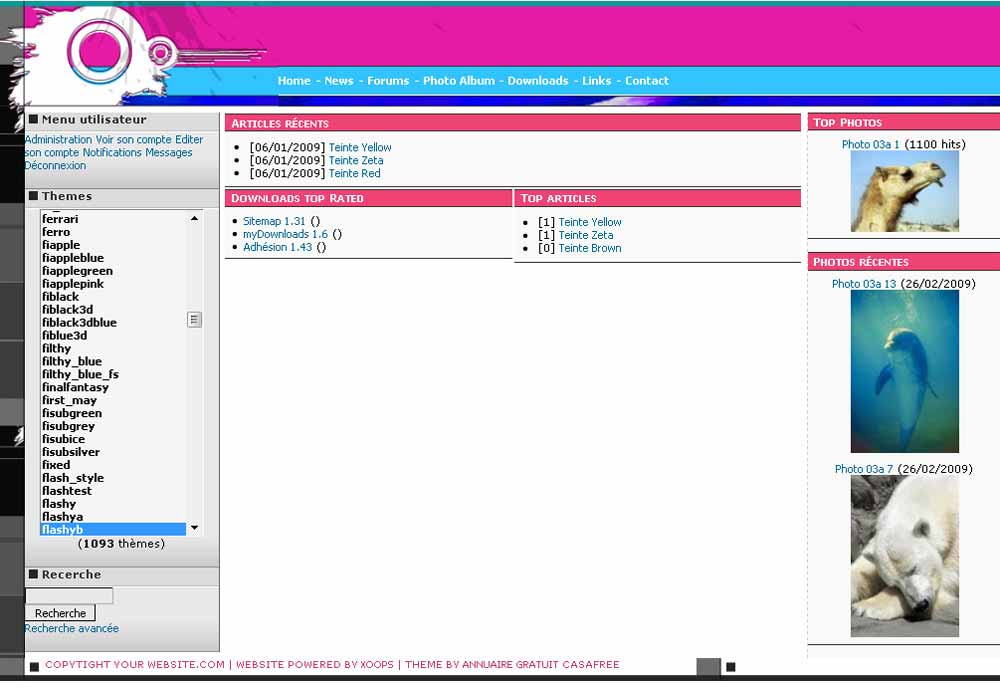 Home - News - Forums - Photo Album - Downloads - Links - Contact
Menu utilisateur
Administration Voir son compte Editer
son compte Notifications Messages
Déconnexion
Themes
ferrari
ferro
fiapple
fiappleblue
fiapplegreen
fiapplepink
fiblack
fiblack3d
fiblack3dblue
fiblue3d
filthy
filthy_blue
filthy_blue_fs
finalfantasy
first_may
fisubgreen
fisubgrey
fisubice
fisubsilver
fixed
flash_style
flashtest
flashy
flashya
flashyb
(1093 thèmes)
Recerche
Recherche
Recherche avancée
Articles récents
[06/01/2009] Teinte Yellow
[06/01/2009] Teinte Zeta
[06/01/2009] Teinte Red
Downloads top Rated
Sitemap 1.31 ()
myDownloads 1.6 ()
Adhésion 1.43 ()
Top articles
[1] Teinte Yellow
[1] Teinte Zeta
[0] Teinte Brown
Top Photos
Photo 03a 1 (1100 hits)
Photos récentes
Photo 03a 13 (26/02/2009)
Photo 03a 7 (26/02/2009)
COPYTIGHT YOUR WEBSITE.COM | WEBSITE POWERED BY XOOPS | THEME BY ANNUAIRE GRATUIT CASAFREE